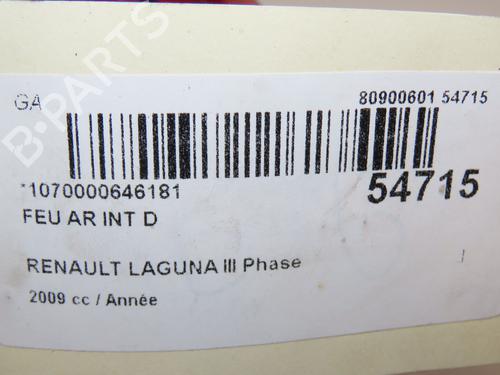 GA
80900601 54715
*1070000646181
54715
FEU AR INT D
RENAULT LAGUNA III Phase
2009 cc / Année
B-PARTS